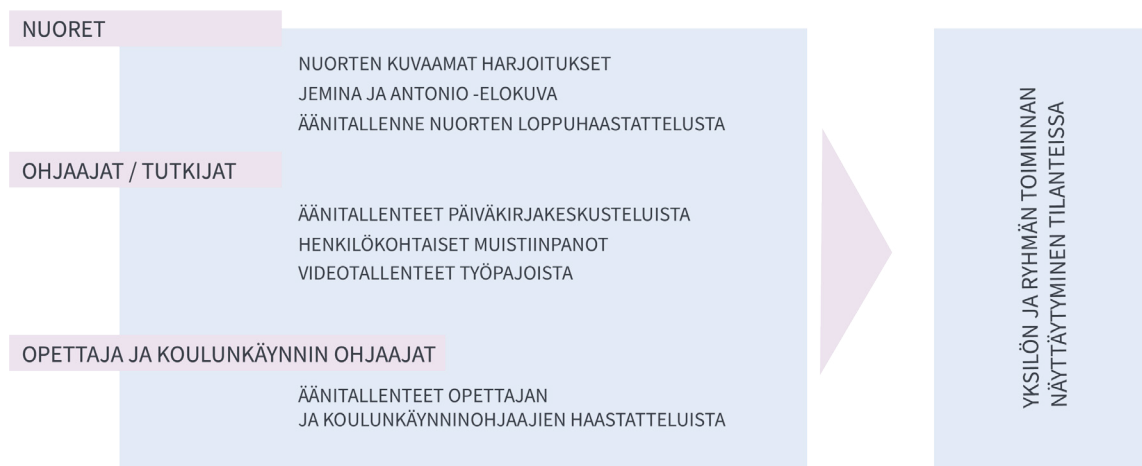 NUORET
NUORTEN KUVAAMAT HARJOITUKSET
JEMINA JA ANTONIO -ELOKUVA
ÄÄNITALLENNE NUORTEN LOPPUHAASTATTELUSTA
OHJAAJAT / TUTKIJAT
ÄÄNITALLENTEET PÄIVÄKIRJAKESKUSTELUISTA
HENKILÖKOHTAISET MUISTIINPANOT
VIDEOTALLENTEET TYÖPAJOISTA
OPETTAJA JA KOULUNKÄYNNIN OHJAAJAT
ÄÄNITALLENTEET OPETTAJAN
JA KOULUNKÄYNNINOHJAAJIEN HAASTATTELUISTA
YKSILÖN JA RYHMÄN TOIMINNAN
NÄYTTÄYTYMINEN TILANTEISSA